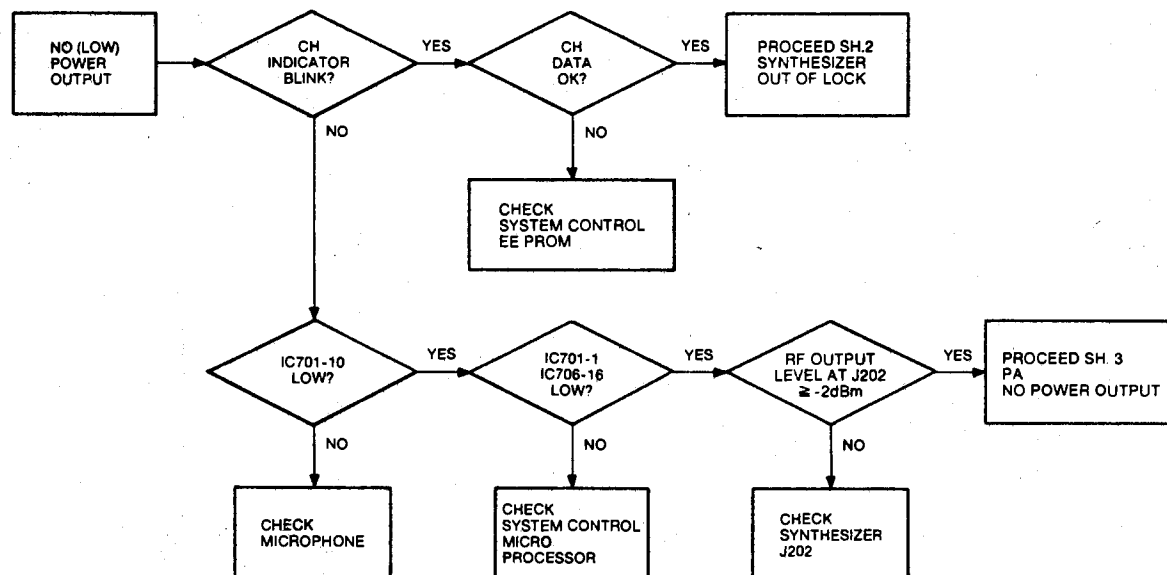 NO (LOW)
POWER
OUTPUT
CH
INDICATOR
BLINK?
YES
CH
DATA
OK?
YES
PROCEED SH.2
SYNTHESIZER
OUT OF LOCK
NO
NO
CHECK
SYSTEM CONTROL
EE PROM
IC701-10
LOW?
YES
IC701-1
IC706-16
LOW?
YES
RF OUTPUT
LEVEL AT J202
≧ -2dBm
YES
PROCEED SH. 3
PA
NO POWER OUTPUT
NO
NO
NO
CHECK
MICROPHONE
CHECK
SYSTEM CONTROL
MICRO
PROCESSOR
CHECK
SYNTHESIZER
J202